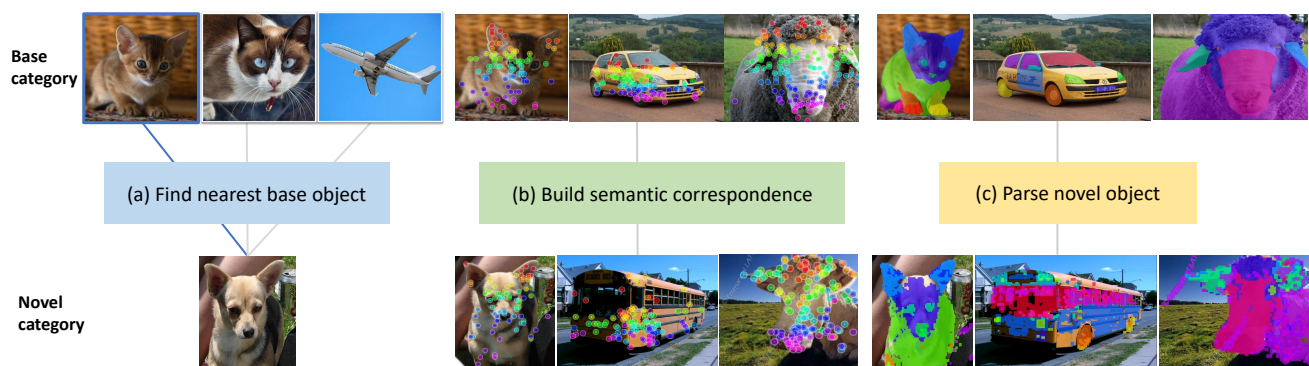 Base
category
(a) Find nearest base object
(b) Build semantic correspondence
(c) Parse novel object
Novel
category